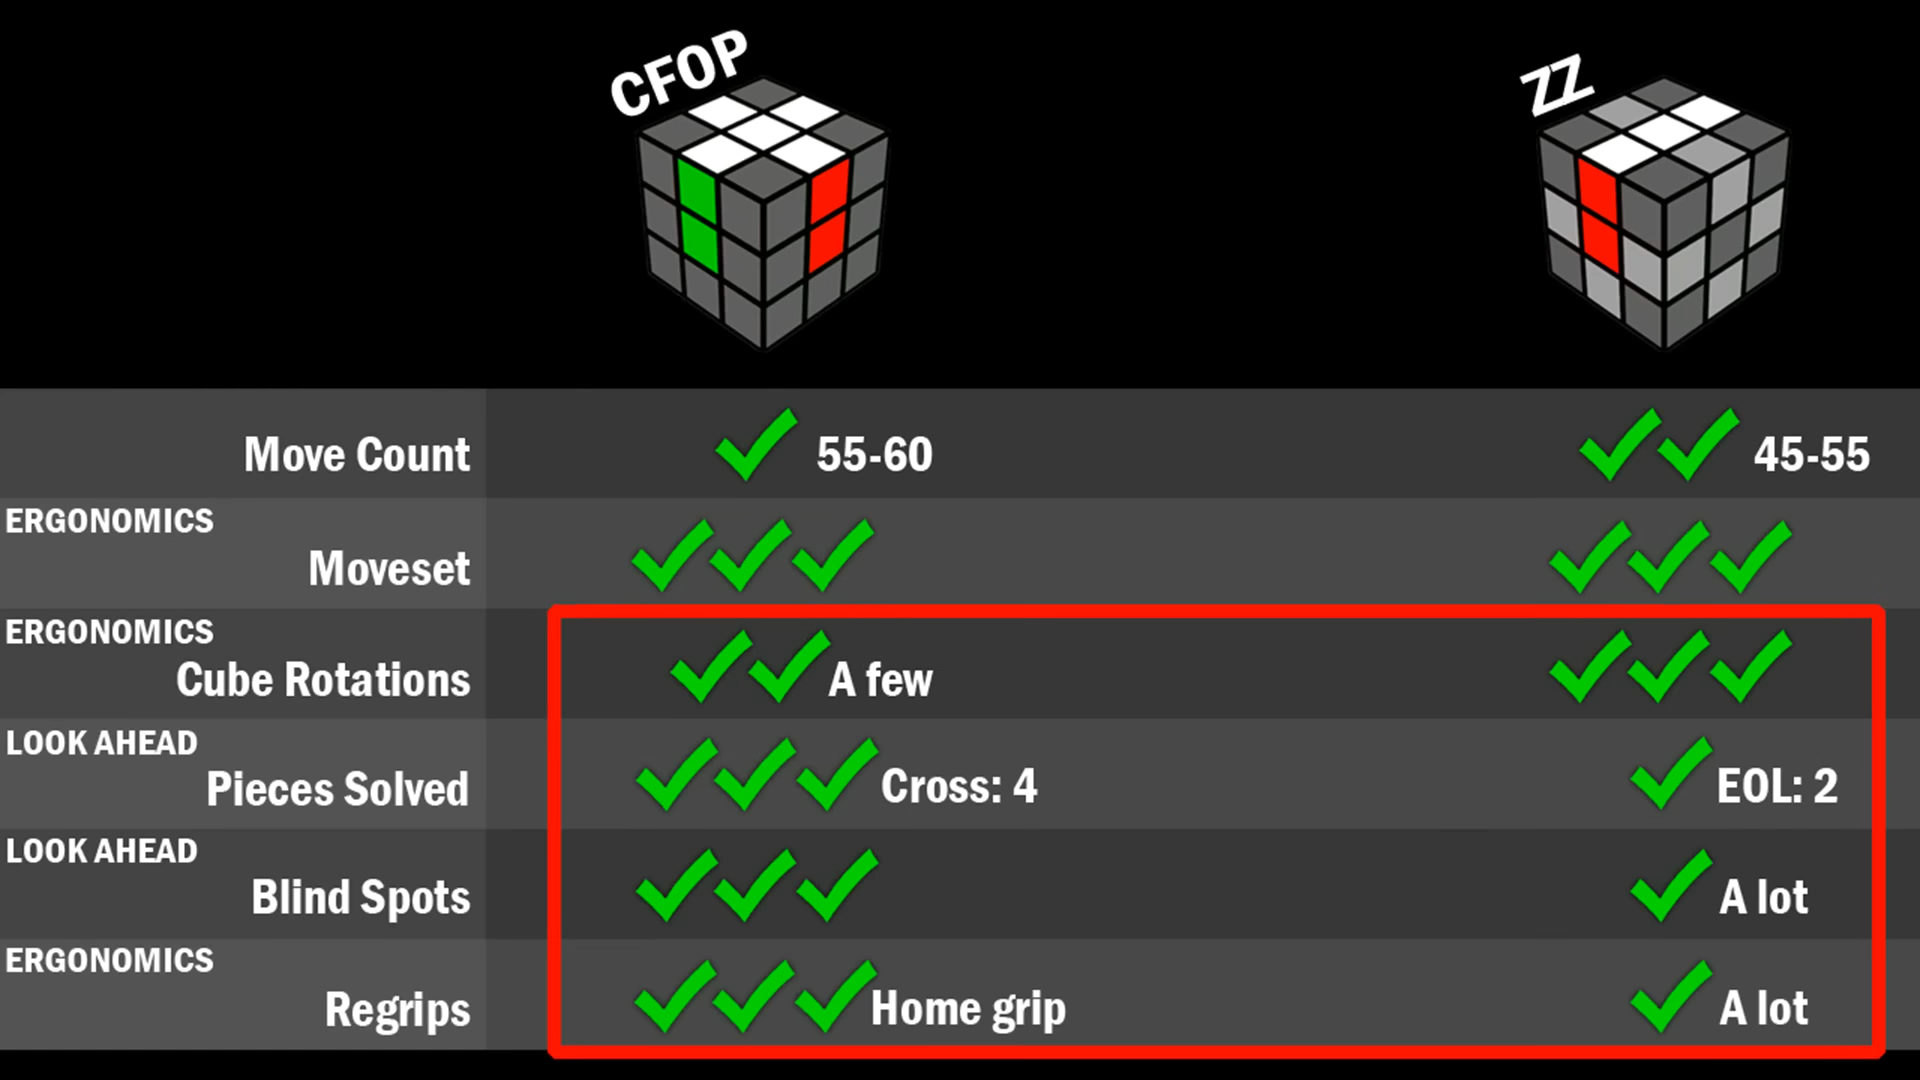 CFOP
ZZ
Move Count 55-60 45-55
ERGONOMICS
Moveset
ERGONOMICS
Cube Rotations A few
LOOK AHEAD
Pieces Solved Cross: 4 EOL: 2
LOOK AHEAD
Blind Spots A lot
ERGONOMICS
Regrips Home grip A lot